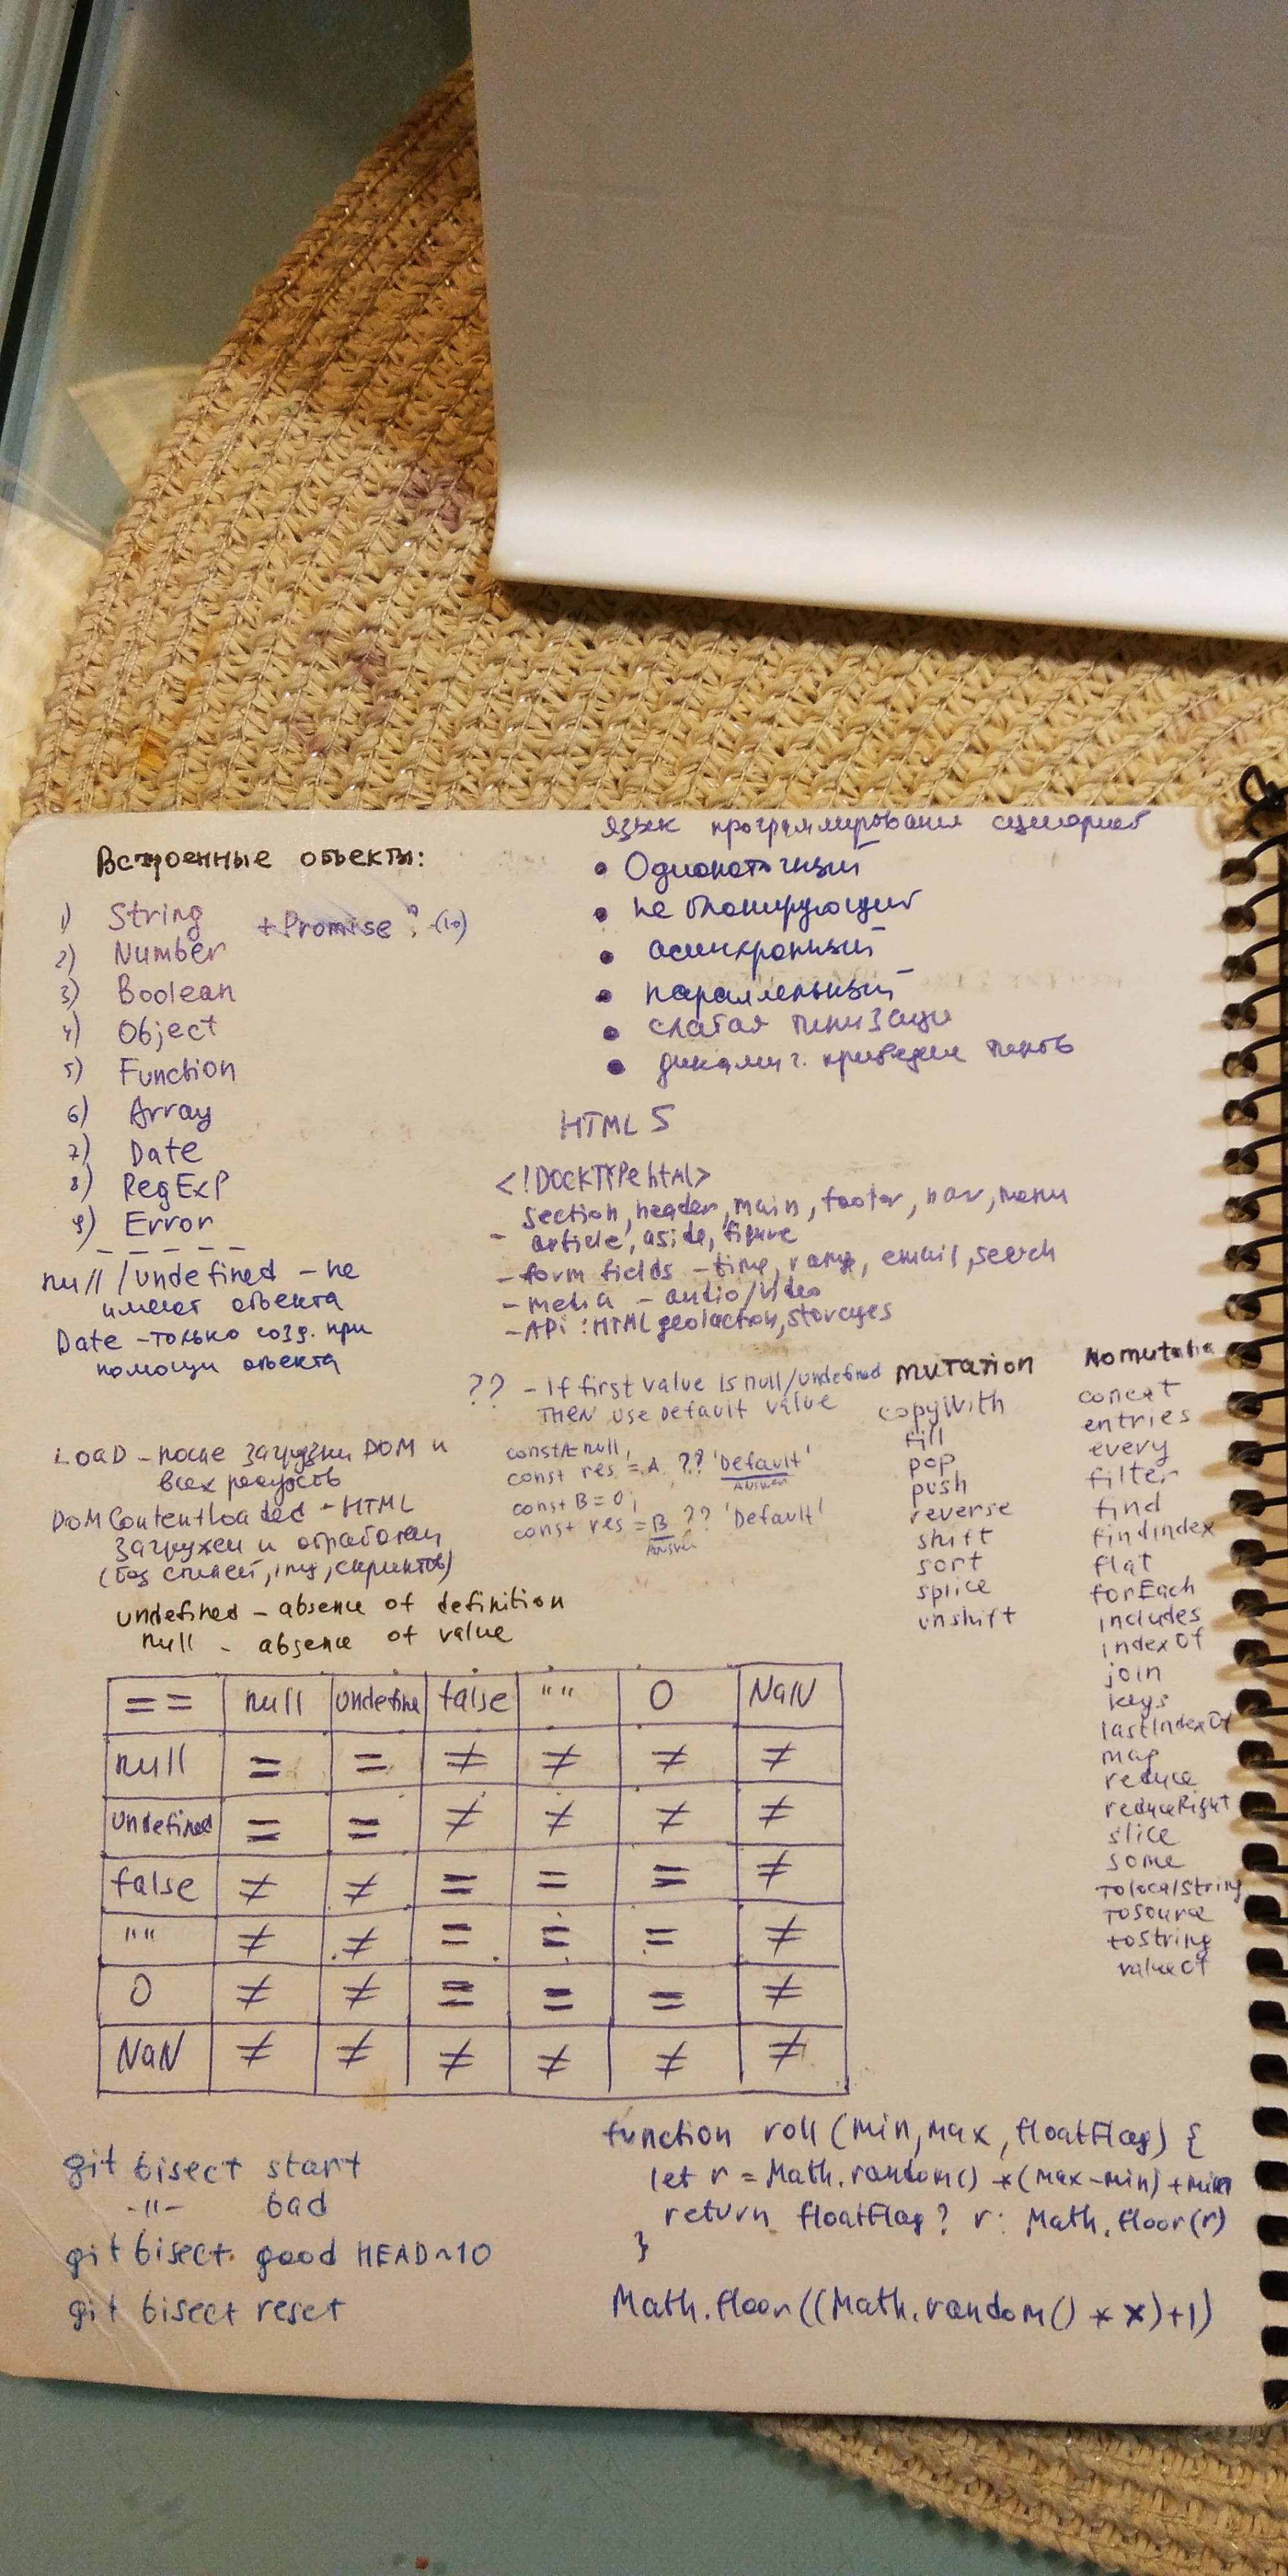 Встроенные объекты:
1) String + Promise ? -(10)
2) Number
3) Boolean
4) Object
5) Function
6) Array
7) Date
8) RegExP
9) Error
null / undefined - не
имеют объекта
Date - только созд. при
помощи объекта
LOAD - после загрузки DOM и
всех ресурсов
DOMContentloaded - HTML
загружен и отработан
(без стилей, img, скриптов)
undefined - absence of definition
null - absence of value
язык программирования сценариев
• Однопоточный
• не блокирующий
• асинхронный
• параллельный
• слабая типизаци
• динамич. приведен типов
HTML 5
<!DOCKTYPE html>
section, header, main, footer, nav, menu
- article, aside, figure
- form fields - time, range, email, search
- media - audio/video
- APi : HTML geolaction, storages
?? - If first value is null/undefined
THEN use Default value
const A = null;
const res = A ?? 'Default'
Answer
const B = 0;
const res = B ?? 'Default'
Answer
MUTATION
copyWith
fill
pop
push
reverse
shift
sort
splice
unshift
Nomutatio
concat
entries
every
filter
find
findindex
flat
forEach
includes
indexOf
join
keys
lastIndexOf
map
reduce
reduceRight
slice
some
tolocalString
toSource
toString
valueOf
== null undefined false "" 0 NaN
null = = ≠ ≠ ≠ ≠
undefined = = ≠ ≠ ≠ ≠
false ≠ ≠ = = = ≠
"" ≠ ≠ = = = ≠
0 ≠ ≠ = = = ≠
NaN ≠ ≠ ≠ ≠ ≠ ≠
git bisect start
-11- bad
git bisect good HEAD~10
git bisect reset
function roll (min, max, floatFlag) {
let r = Math.random() * (max-min) + min
return floatFlag ? r : Math.floor(r)
}
Math.floor((Math.random() * x)+1)